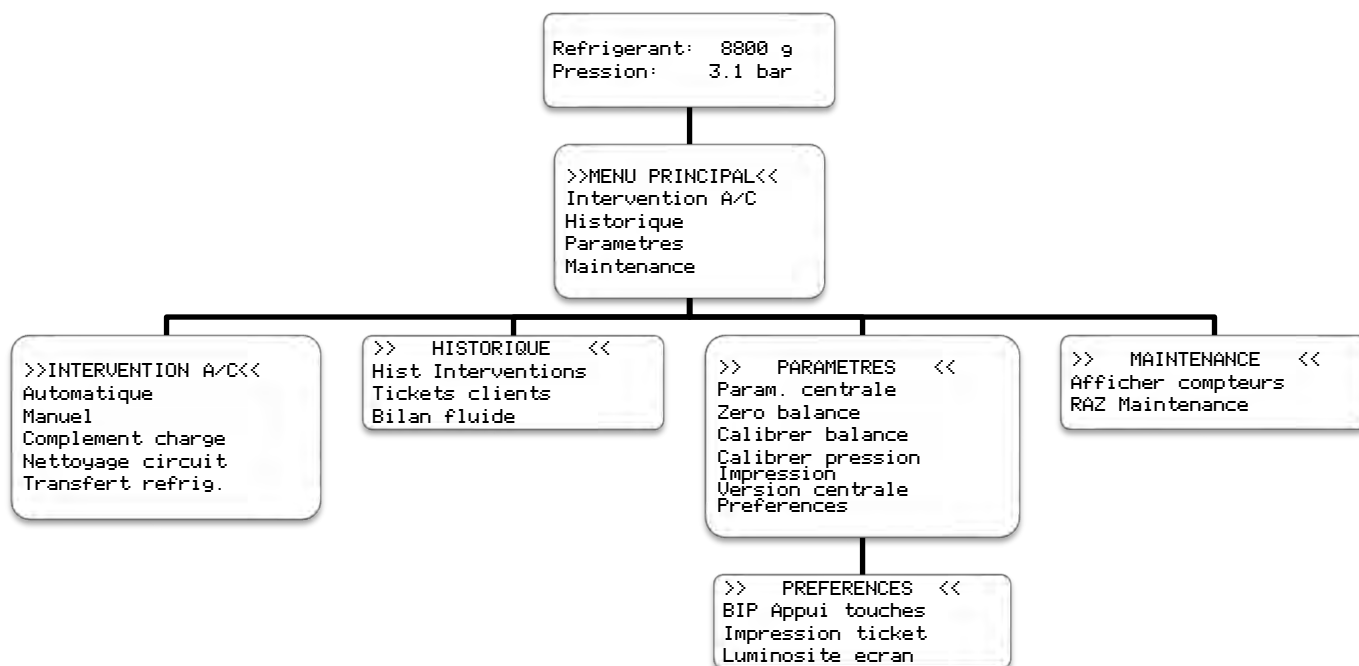 Refrigerant:  8800 g
Pression:    3.1 bar
>>MENU PRINCIPAL<<
Intervention A/C
Historique
Parametres
Maintenance
>>INTERVENTION A/C<<
Automatique
Manuel
Complement charge
Nettoyage circuit
Transfert refrig.
>>  HISTORIQUE  <<
Hist Interventions
Tickets clients
Bilan fluide
>>  PARAMETRES  <<
Param. centrale
Zero balance
Calibrer balance
Calibrer pression
Impression
Version centrale
Preferences
>>  MAINTENANCE  <<
Afficher compteurs
RAZ Maintenance
>>  PREFERENCES  <<
BIP Appui touches
Impression ticket
Luminosite ecran